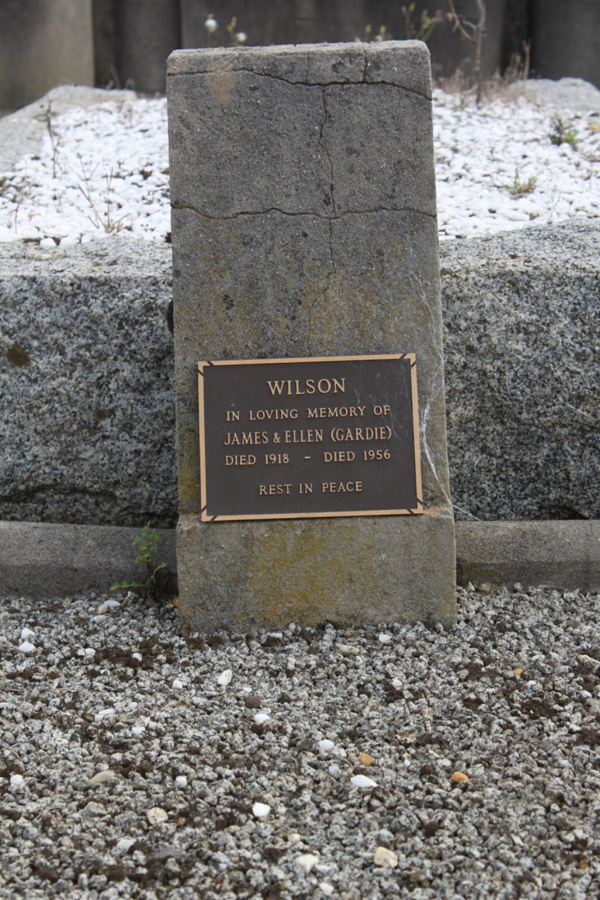 WILSON
IN LOVING MEMORY OF
JAMES & ELLEN (GARDIE)
DIED 1918 - DIED 1956
REST IN PEACE